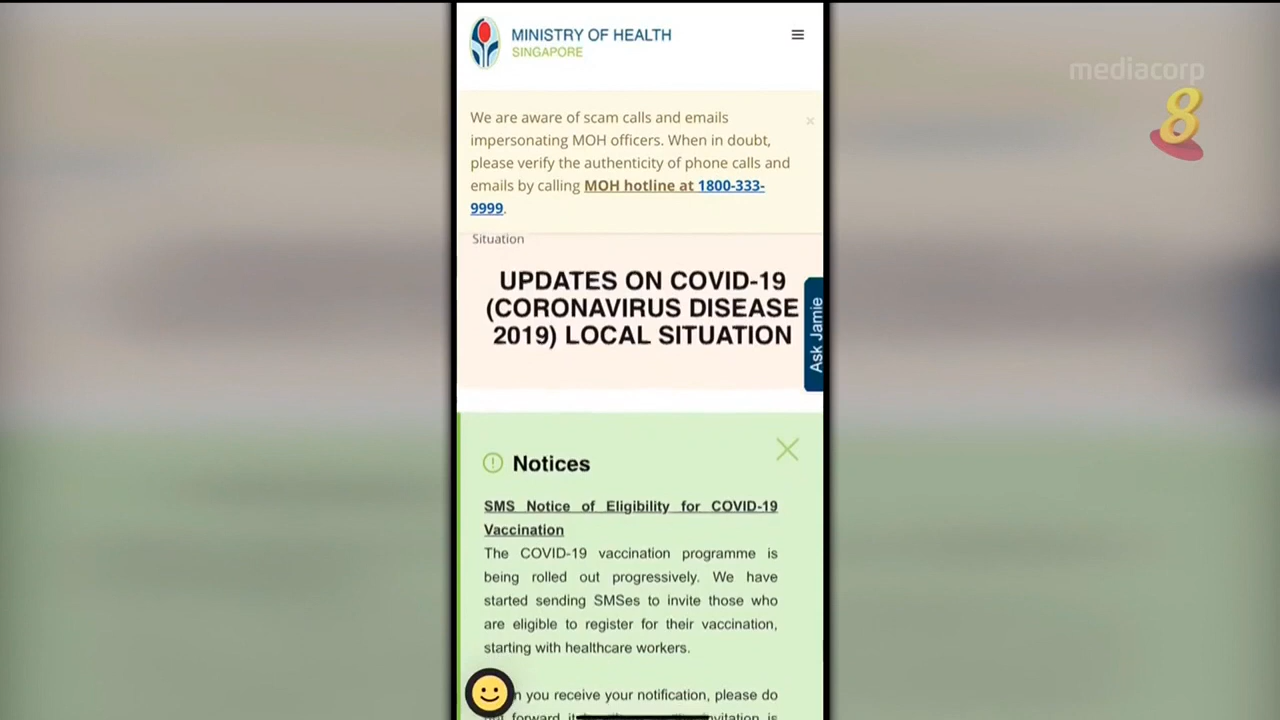 MINISTRY OF HEALTH
SINGAPORE
mediacorp
8
We are aware of scam calls and emails
impersonating MOH officers. When in doubt,
please verify the authenticity of phone calls and
emails by calling MOH hotline at 1800-333-
9999.
Situation
UPDATES ON COVID-19
(CORONAVIRUS DISEASE
2019) LOCAL SITUATION
Ask Jamie
Notices
SMS Notice of Eligibility for COVID-19
Vaccination
The COVID-19 vaccination programme is
being rolled out progressively. We have
started sending SMSes to invite those who
are eligible to register for their vaccination,
starting with healthcare workers.
you receive your notification, please do
forward
is